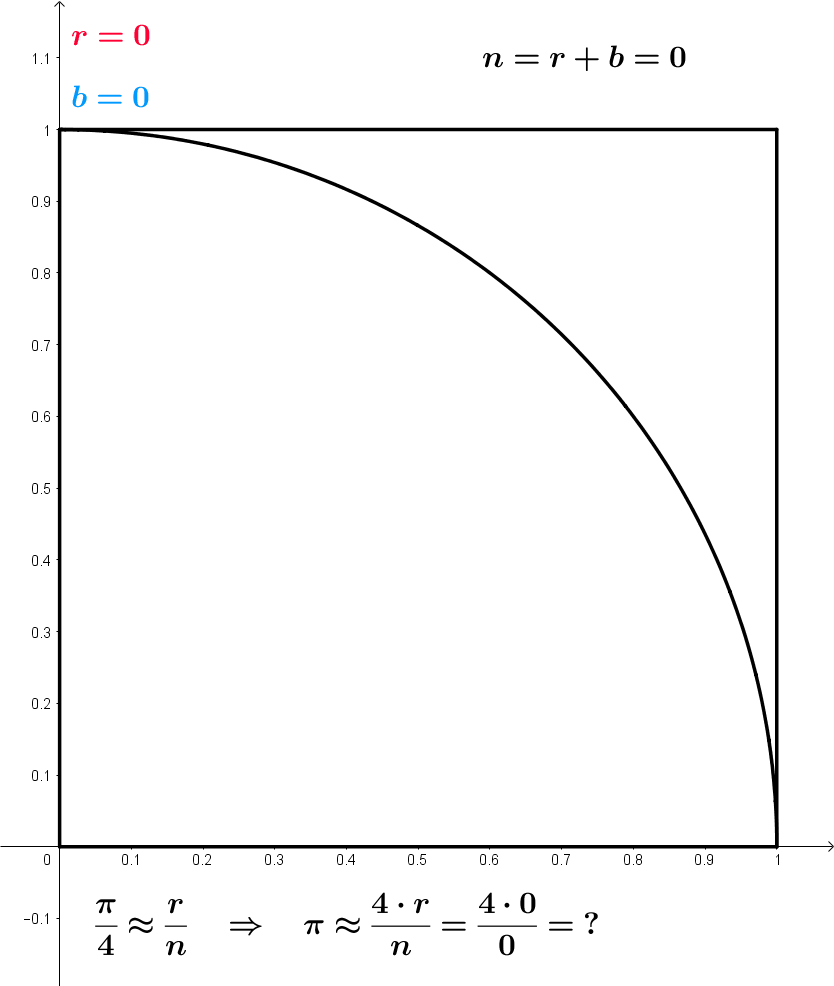 r = 0
n = r + b = 0
b = 0
1.1
1
0.9
0.8
0.7
0.6
0.5
0.4
0.3
0.2
0.1
0 0.1 0.2 0.3 0.4 0.5 0.6 0.7 0.8 0.9 1
−0.1
π/4 ≈ r/n ⇒ π ≈ 4·r/n = 4·0/0 = ?